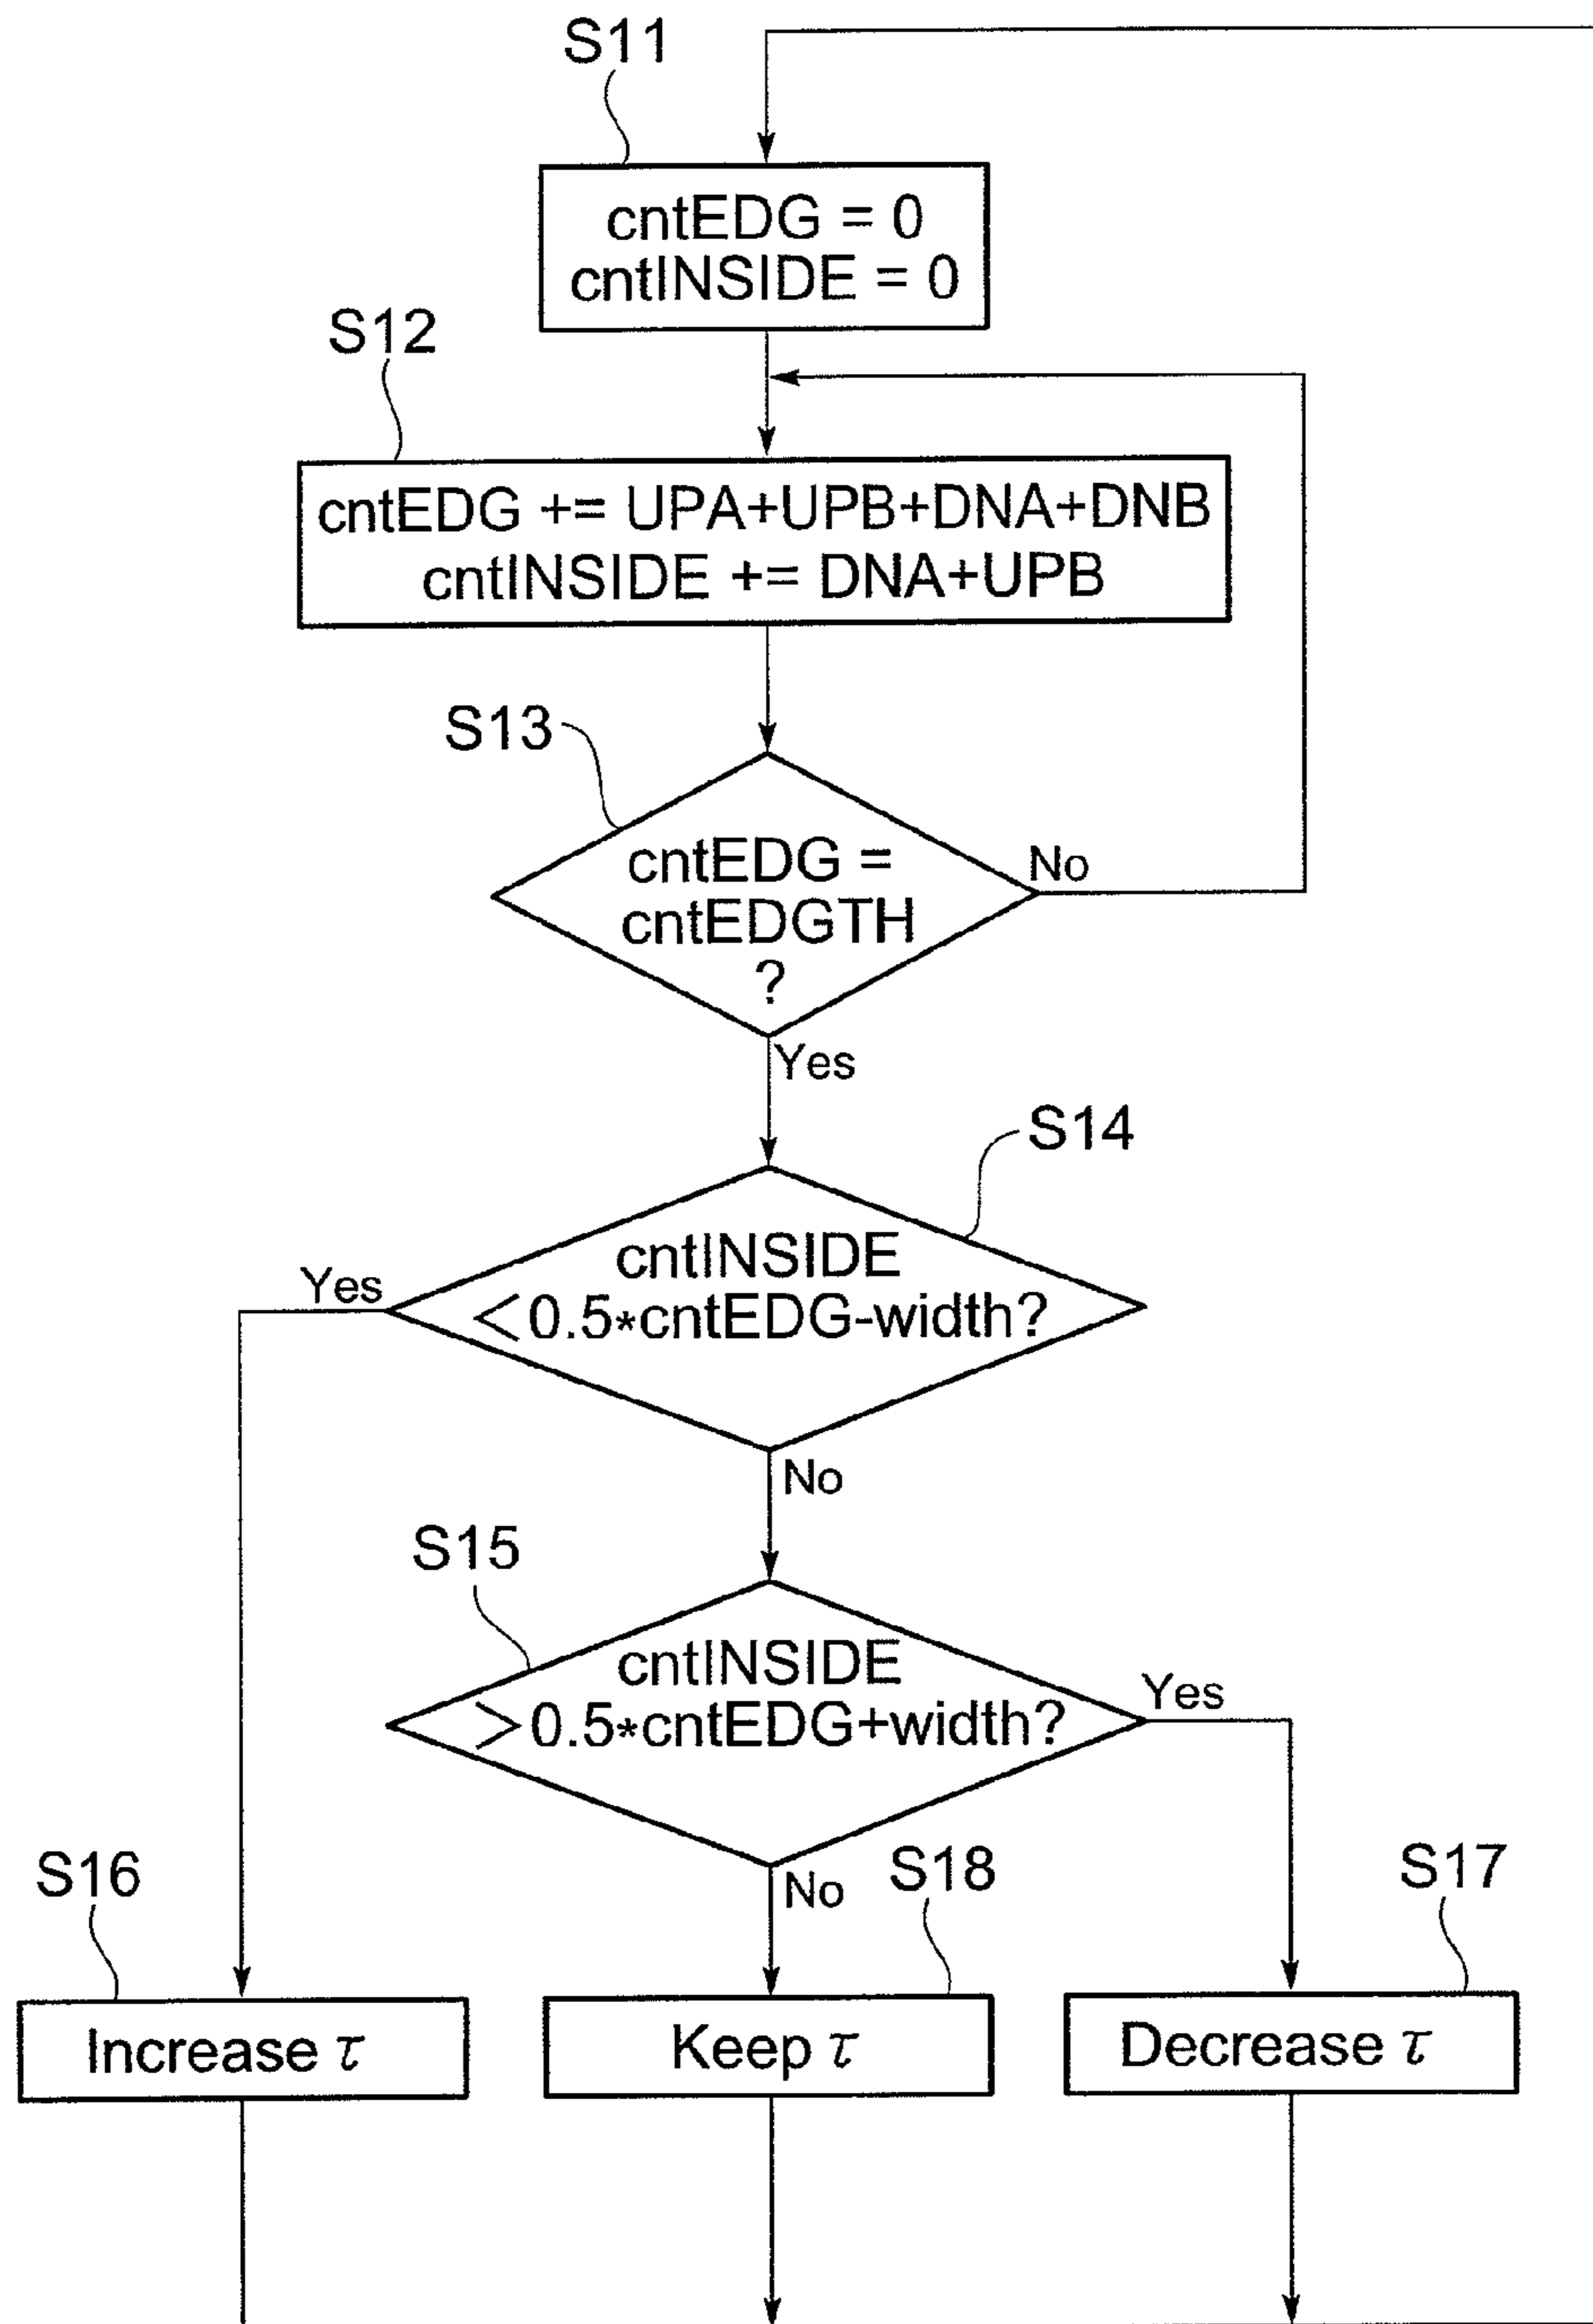 S11
cntEDG = 0
cntINSIDE = 0
S12
cntEDG += UPA+UPB+DNA+DNB
cntINSIDE += DNA+UPB
S13
cntEDG =
cntEDGTH
?
No
Yes
S14
cntINSIDE
<0.5*cntEDG-width?
Yes
No
S15
cntINSIDE
>0.5*cntEDG+width?
Yes
No
S16
S18
S17
Increase τ
Keep τ
Decrease τ